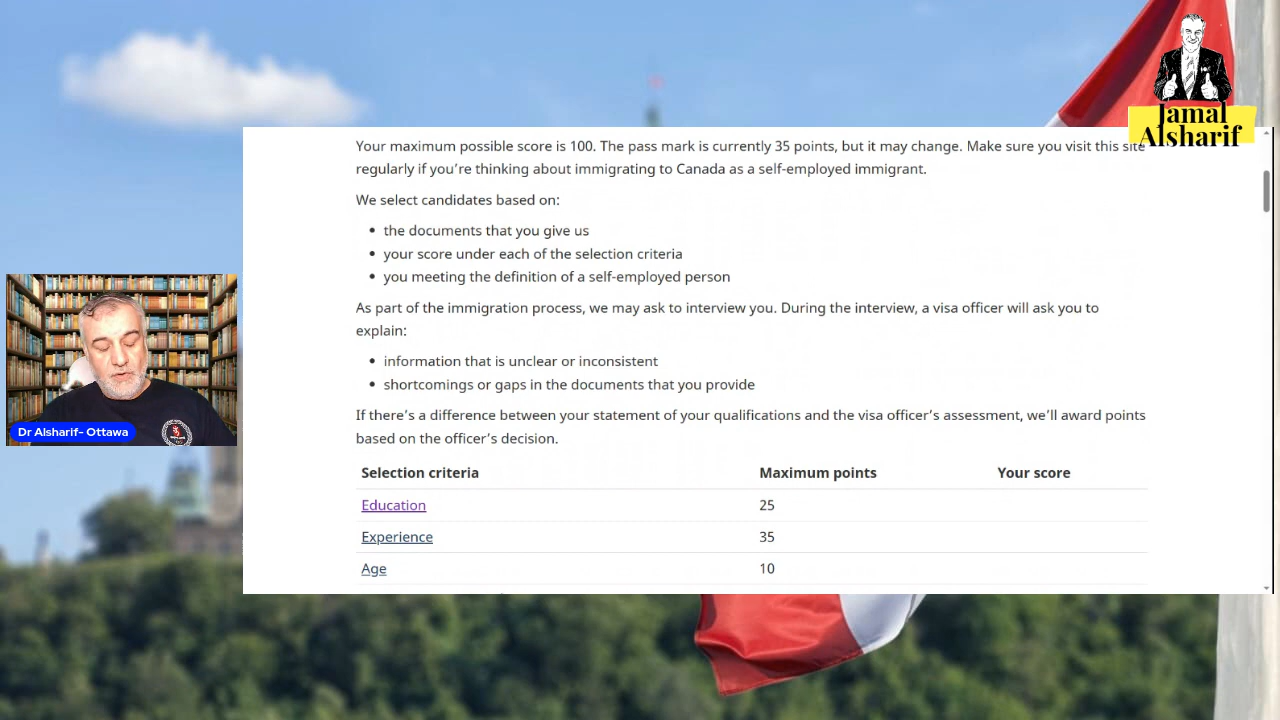 Jamal
Alsharif
Your maximum possible score is 100. The pass mark is currently 35 points, but it may change. Make sure you visit this site
regularly if you’re thinking about immigrating to Canada as a self-employed immigrant.
We select candidates based on:
• the documents that you give us
• your score under each of the selection criteria
• you meeting the definition of a self-employed person
As part of the immigration process, we may ask to interview you. During the interview, a visa officer will ask you to
explain:
• information that is unclear or inconsistent
• shortcomings or gaps in the documents that you provide
If there’s a difference between your statement of your qualifications and the visa officer’s assessment, we’ll award points
based on the officer’s decision.
Selection criteria Maximum points Your score
Education 25
Experience 35
Age 10
Dr Alsharif- Ottawa